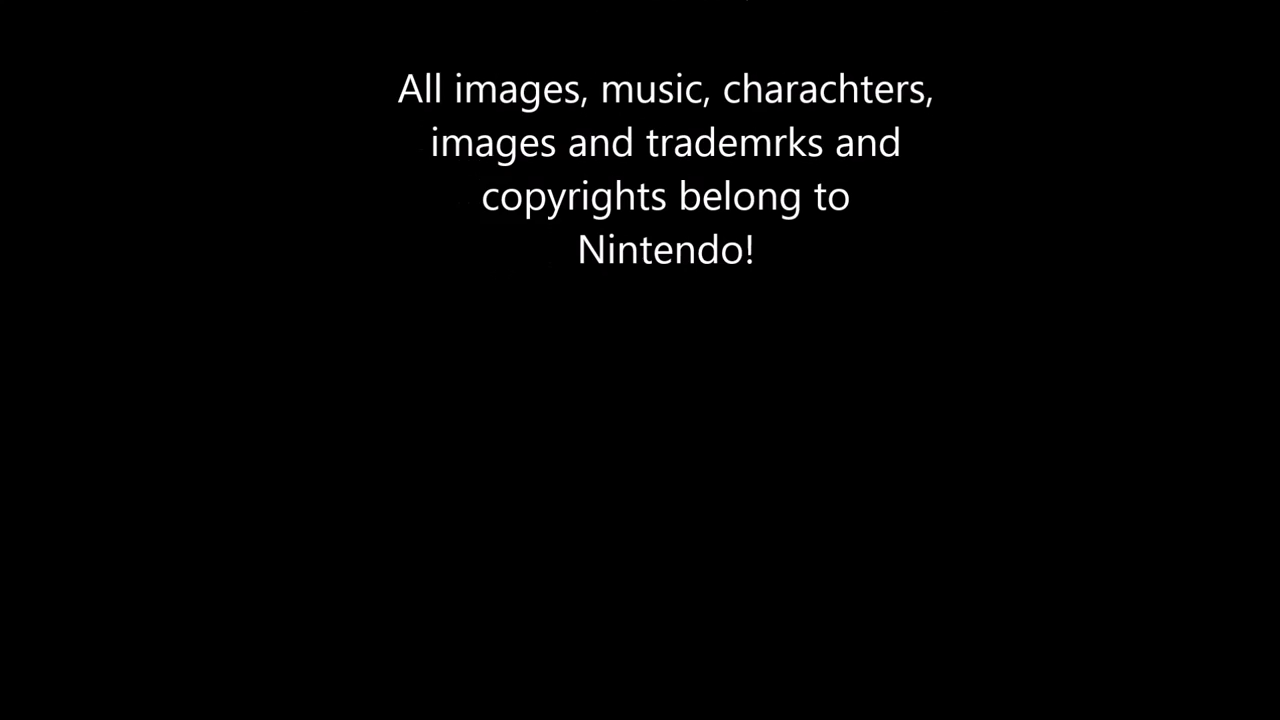 All images, music, charachters,
images and trademrks and
copyrights belong to
Nintendo!